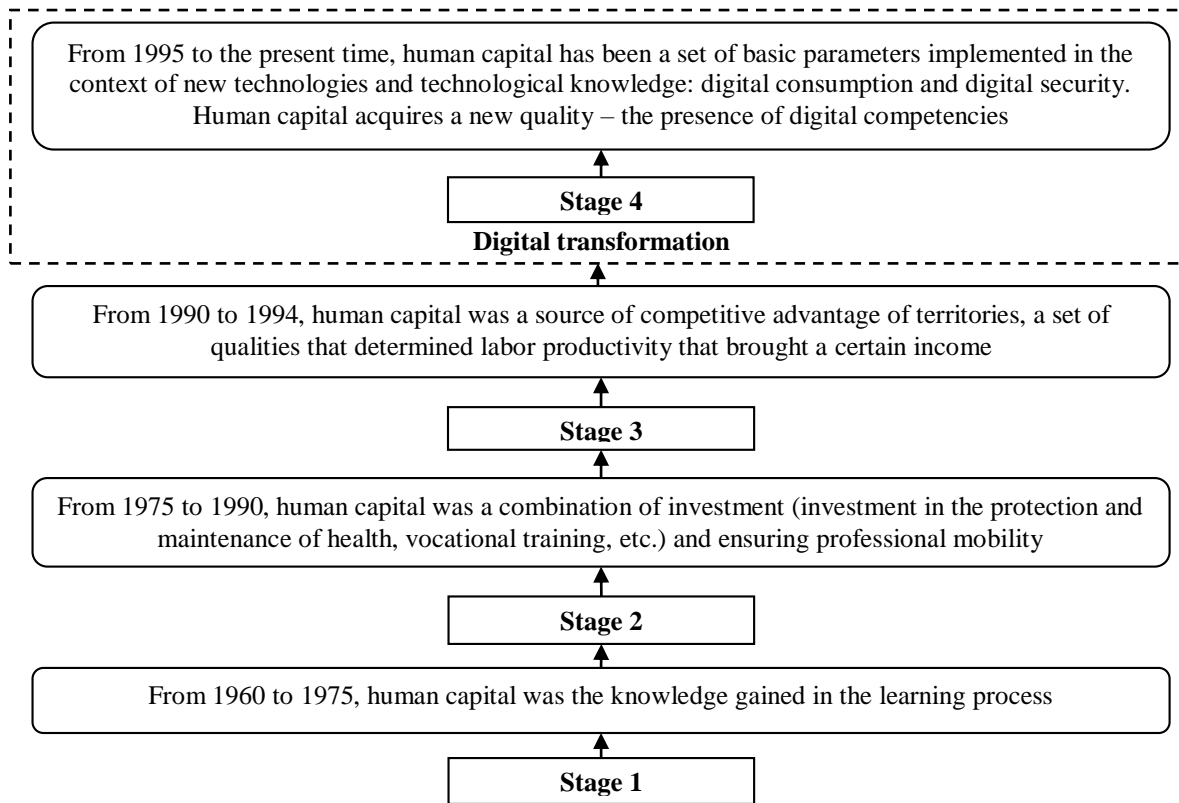 From 1995 to the present time, human capital has been a set of basic parameters implemented in the
context of new technologies and technological knowledge: digital consumption and digital security.
Human capital acquires a new quality – the presence of digital competencies
Stage 4
Digital transformation
From 1990 to 1994, human capital was a source of competitive advantage of territories, a set of
qualities that determined labor productivity that brought a certain income
Stage 3
From 1975 to 1990, human capital was a combination of investment (investment in the protection and
maintenance of health, vocational training, etc.) and ensuring professional mobility
Stage 2
From 1960 to 1975, human capital was the knowledge gained in the learning process
Stage 1